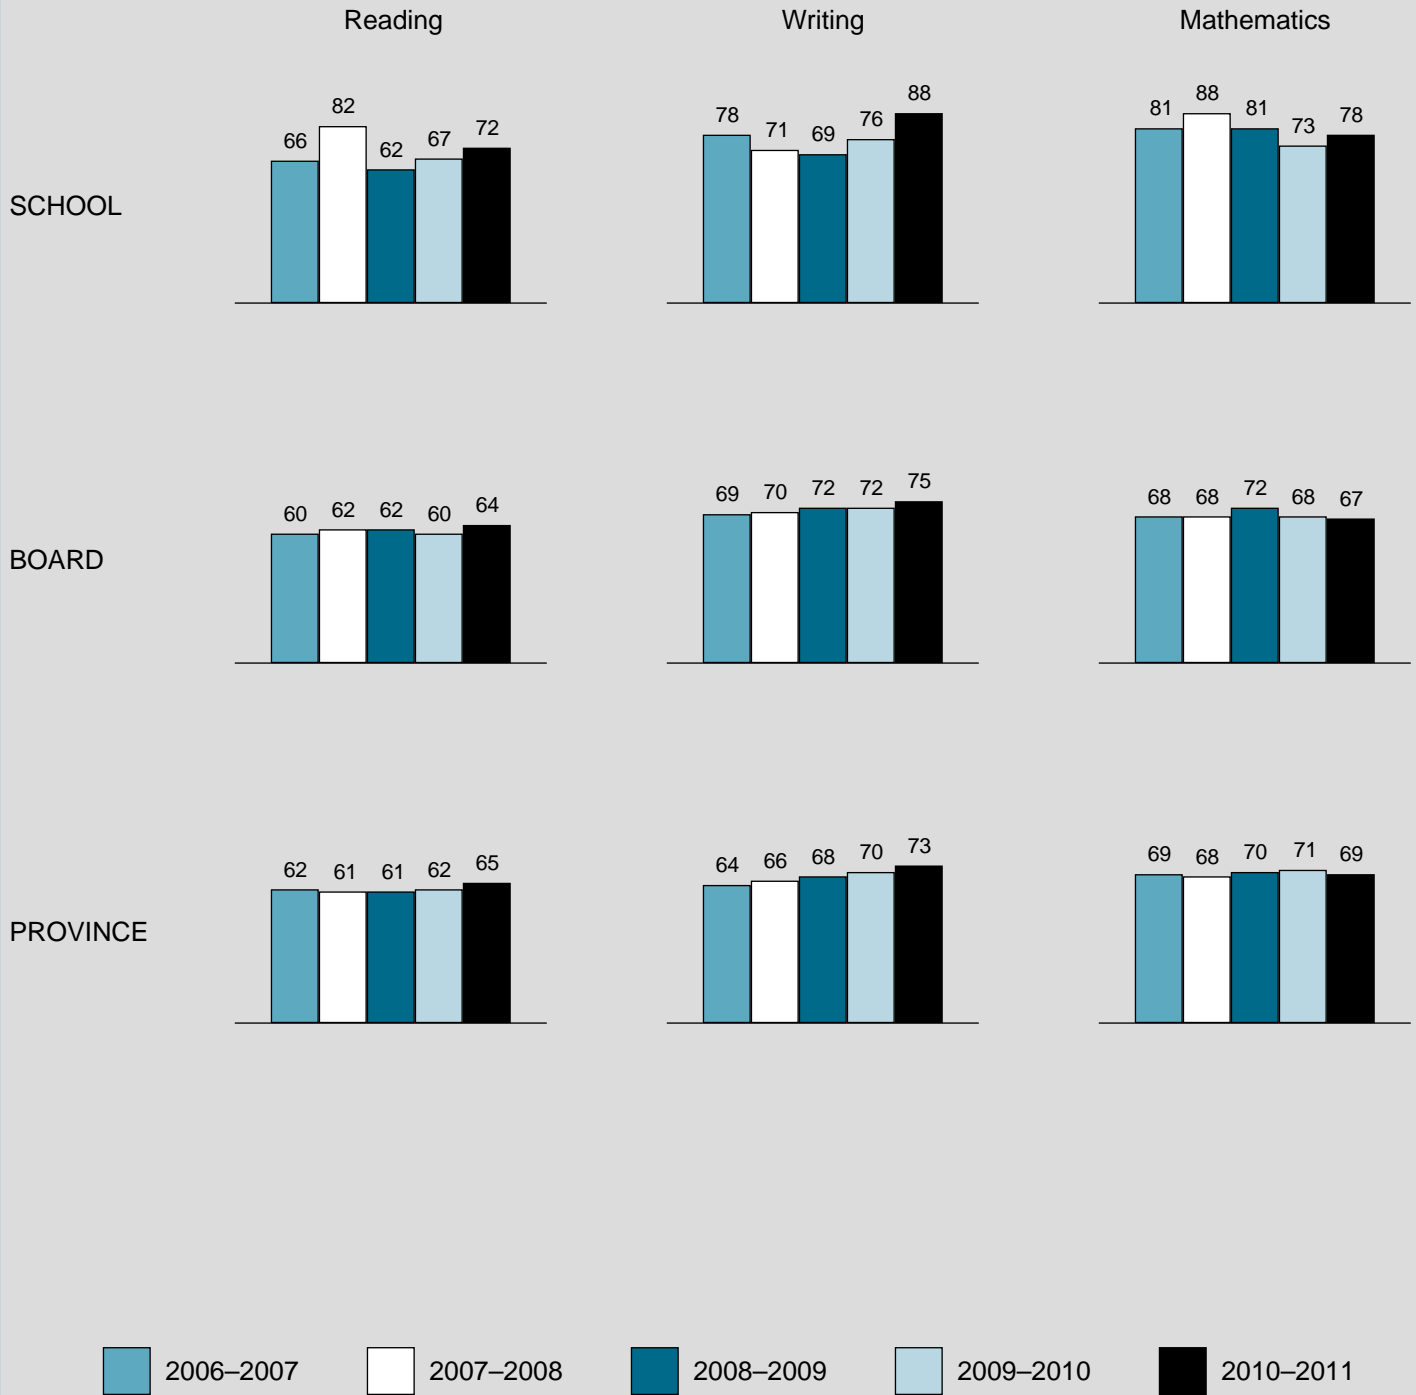 Reading Writing Mathematics
SCHOOL
66 82 62 67 72
78 71 69 76 88
81 88 81 73 78
BOARD
60 62 62 60 64
69 70 72 72 75
68 68 72 68 67
PROVINCE
62 61 61 62 65
64 66 68 70 73
69 68 70 71 69
2006–2007 2007–2008 2008–2009 2009–2010 2010–2011